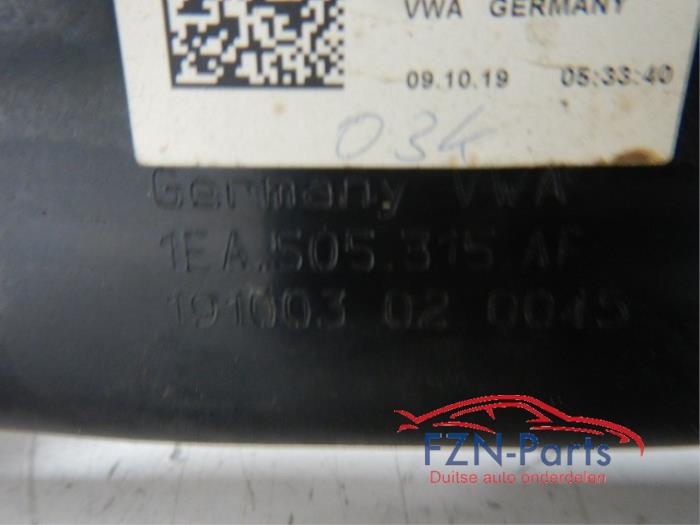 VWA GERMANY
09.10.19 05:33:40
034
Germany VWA
1EA.505.315.AF
191003 02 0045
FZN-Parts
Duitse auto onderdelen